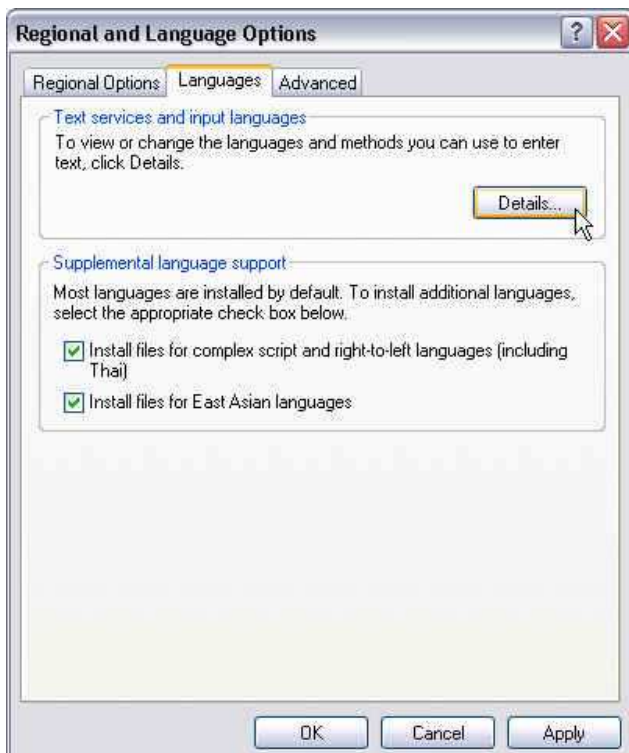 Regional and Language Options
Regional Options Languages Advanced
Text services and input languages
To view or change the languages and methods you can use to enter
text, click Details.
Details...
Supplemental language support
Most languages are installed by default. To install additional languages,
select the appropriate check box below.
Install files for complex script and right-to-left languages (including
Thai)
Install files for East Asian languages
OK Cancel Apply